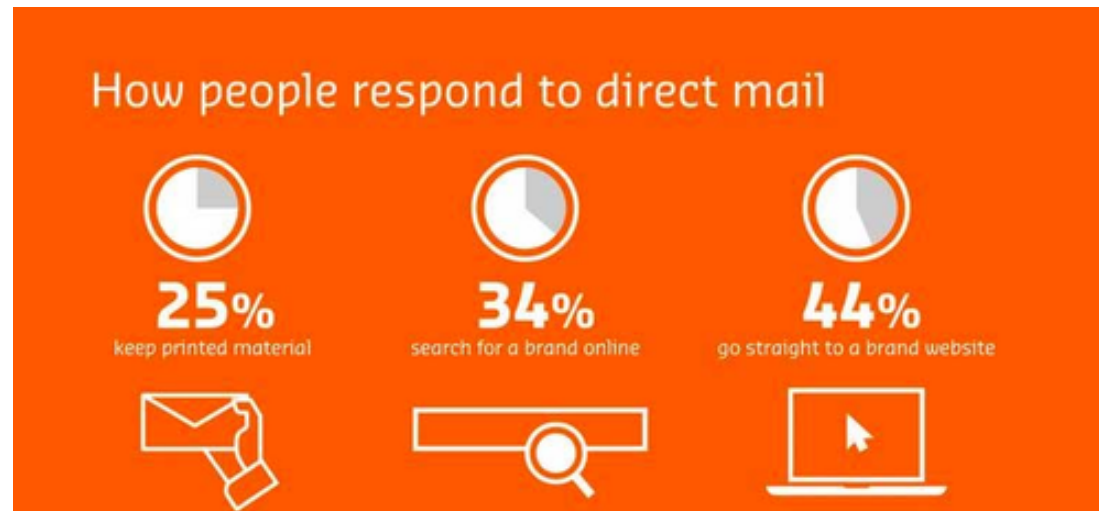 How people respond to direct mail
25% 34% 44%
keep printed material search for a brand online go straight to a brand website